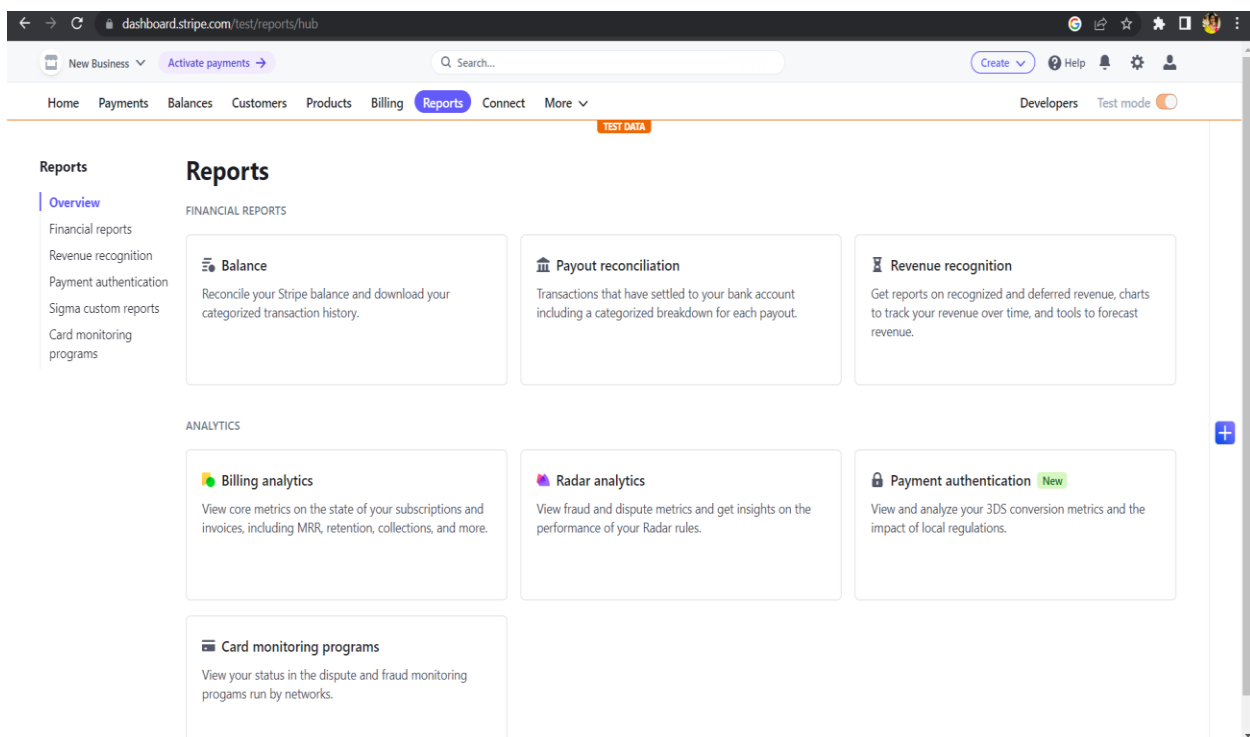 dashboard.stripe.com/test/reports/hub
New Business
Activate payments →
Search...
Create
Help
Home Payments Balances Customers Products Billing Reports Connect More
Developers Test mode
TEST DATA
Reports
Overview
Financial reports
Revenue recognition
Payment authentication
Sigma custom reports
Card monitoring
programs
Reports
FINANCIAL REPORTS
Balance
Reconcile your Stripe balance and download your
categorized transaction history.
Payout reconciliation
Transactions that have settled to your bank account
including a categorized breakdown for each payout.
Revenue recognition
Get reports on recognized and deferred revenue, charts
to track your revenue over time, and tools to forecast
revenue.
ANALYTICS
Billing analytics
View core metrics on the state of your subscriptions and
invoices, including MRR, retention, collections, and more.
Radar analytics
View fraud and dispute metrics and get insights on the
performance of your Radar rules.
Payment authentication New
View and analyze your 3DS conversion metrics and the
impact of local regulations.
Card monitoring programs
View your status in the dispute and fraud monitoring
progams run by networks.